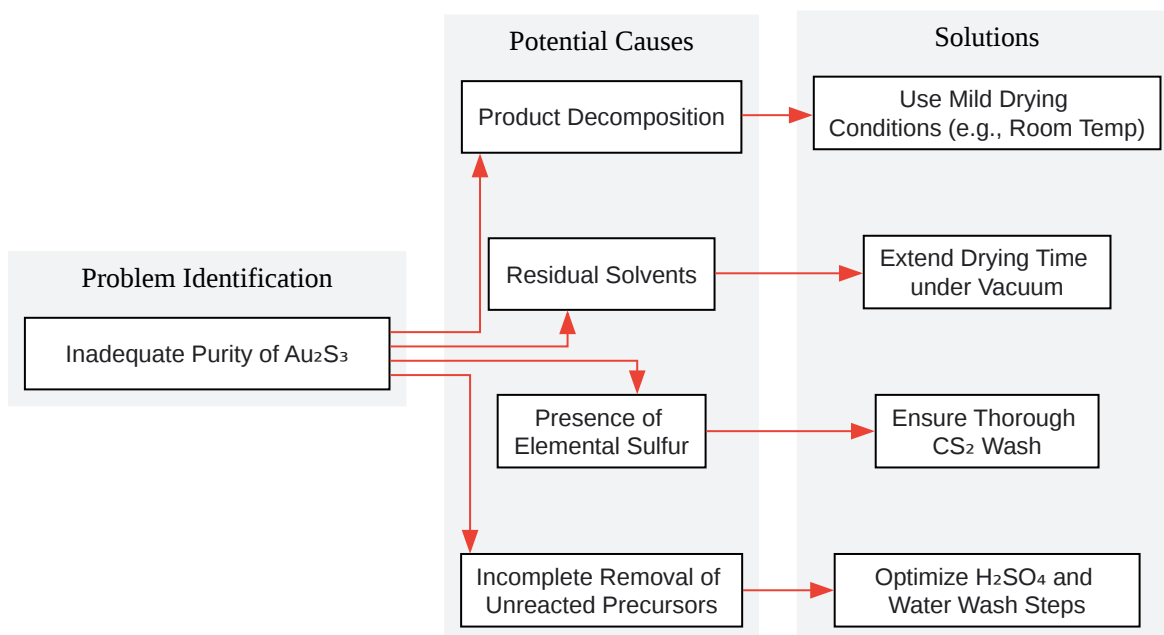 Problem Identification
Inadequate Purity of Au₂S₃
Potential Causes
Product Decomposition
Residual Solvents
Presence of
Elemental Sulfur
Incomplete Removal of
Unreacted Precursors
Solutions
Use Mild Drying
Conditions (e.g., Room Temp)
Extend Drying Time
under Vacuum
Ensure Thorough
CS₂ Wash
Optimize H₂SO₄ and
Water Wash Steps